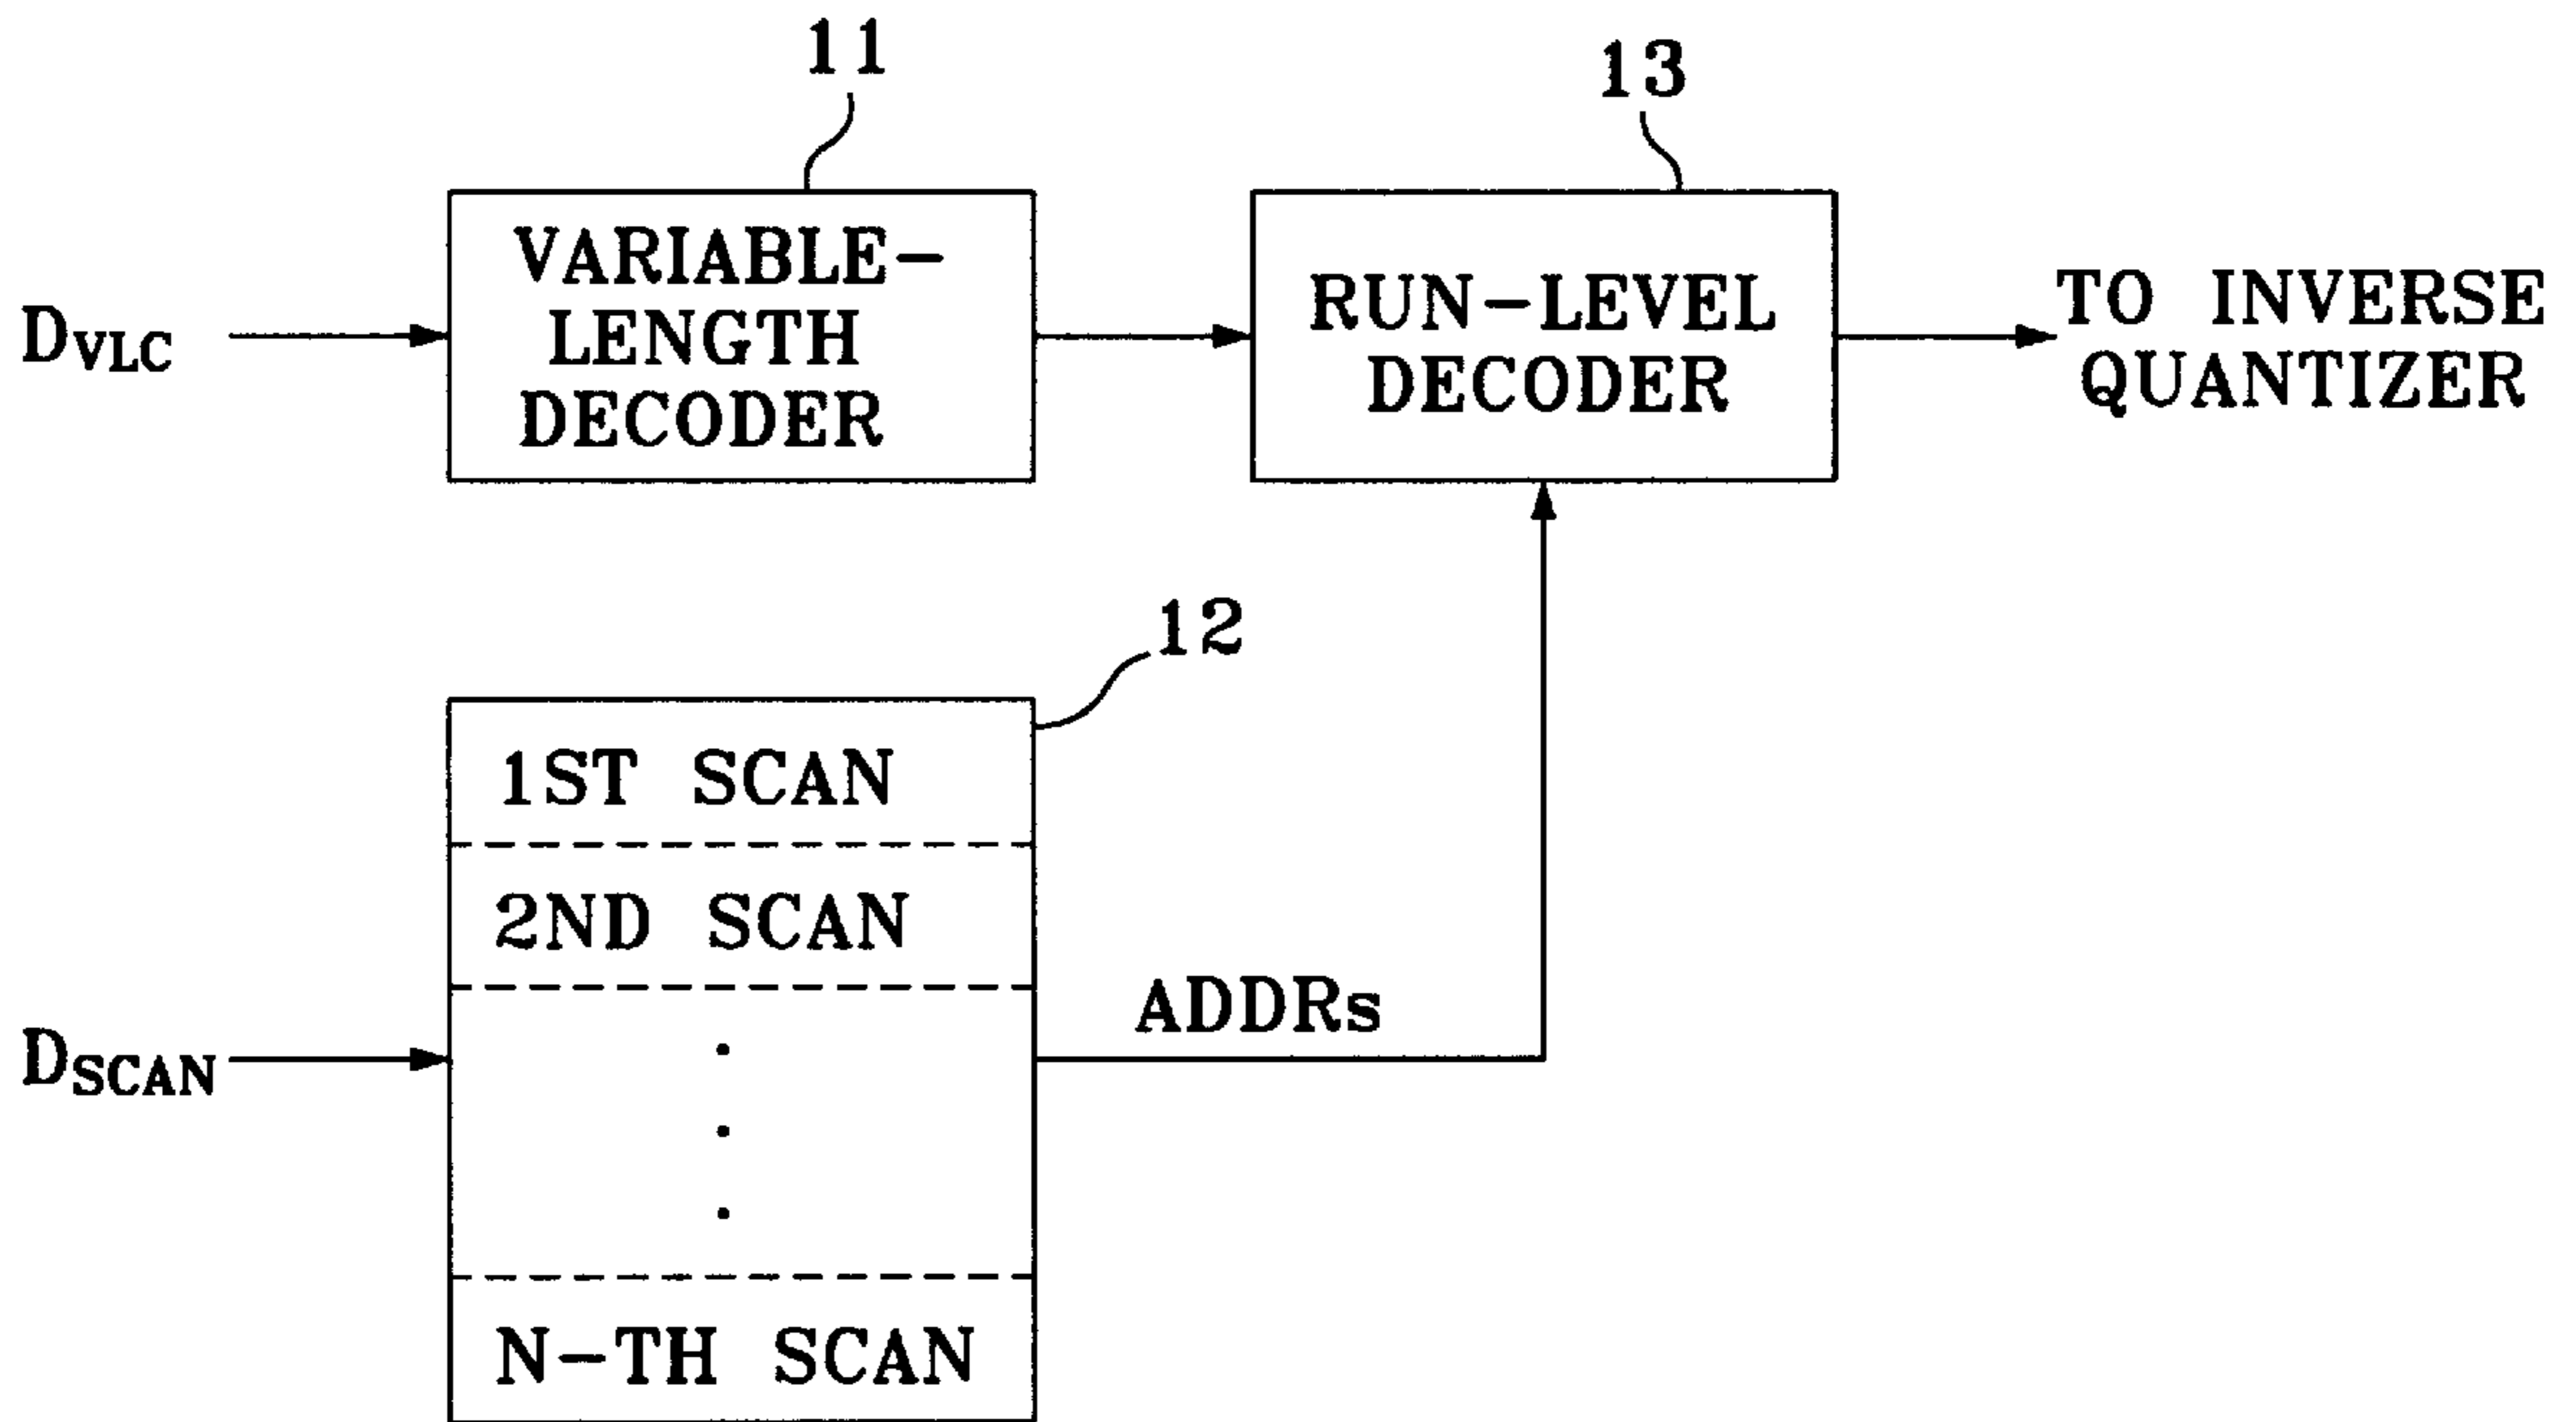 11
13
VARIABLE-
LENGTH
DECODER
RUN-LEVEL
DECODER
TO INVERSE
QUANTIZER
DVLC
12
1ST SCAN
2ND SCAN
ADDRs
DSCAN
N-TH SCAN